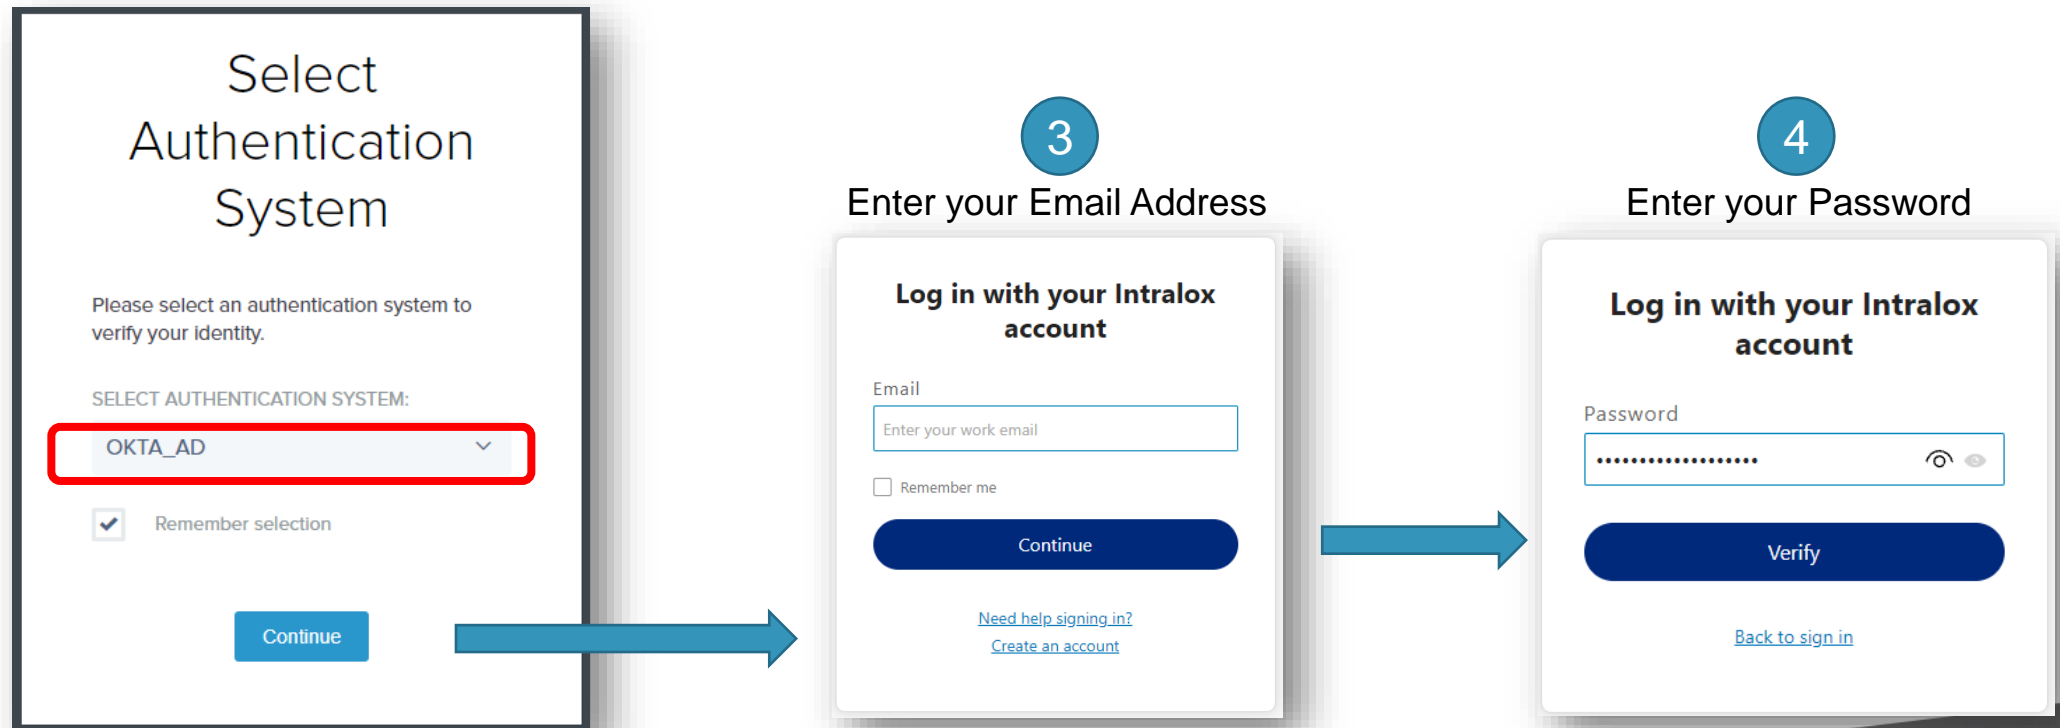 Select
Authentication
System
Please select an authentication system to
verify your identity.
SELECT AUTHENTICATION SYSTEM:
OKTA_AD
Remember selection
Continue
3
Enter your Email Address
Log in with your Intralox
account
Email
Enter your work email
Remember me
Continue
Need help signing in?
Create an account
4
Enter your Password
Log in with your Intralox
account
Password
•••••••••••••••••••
Verify
Back to sign in